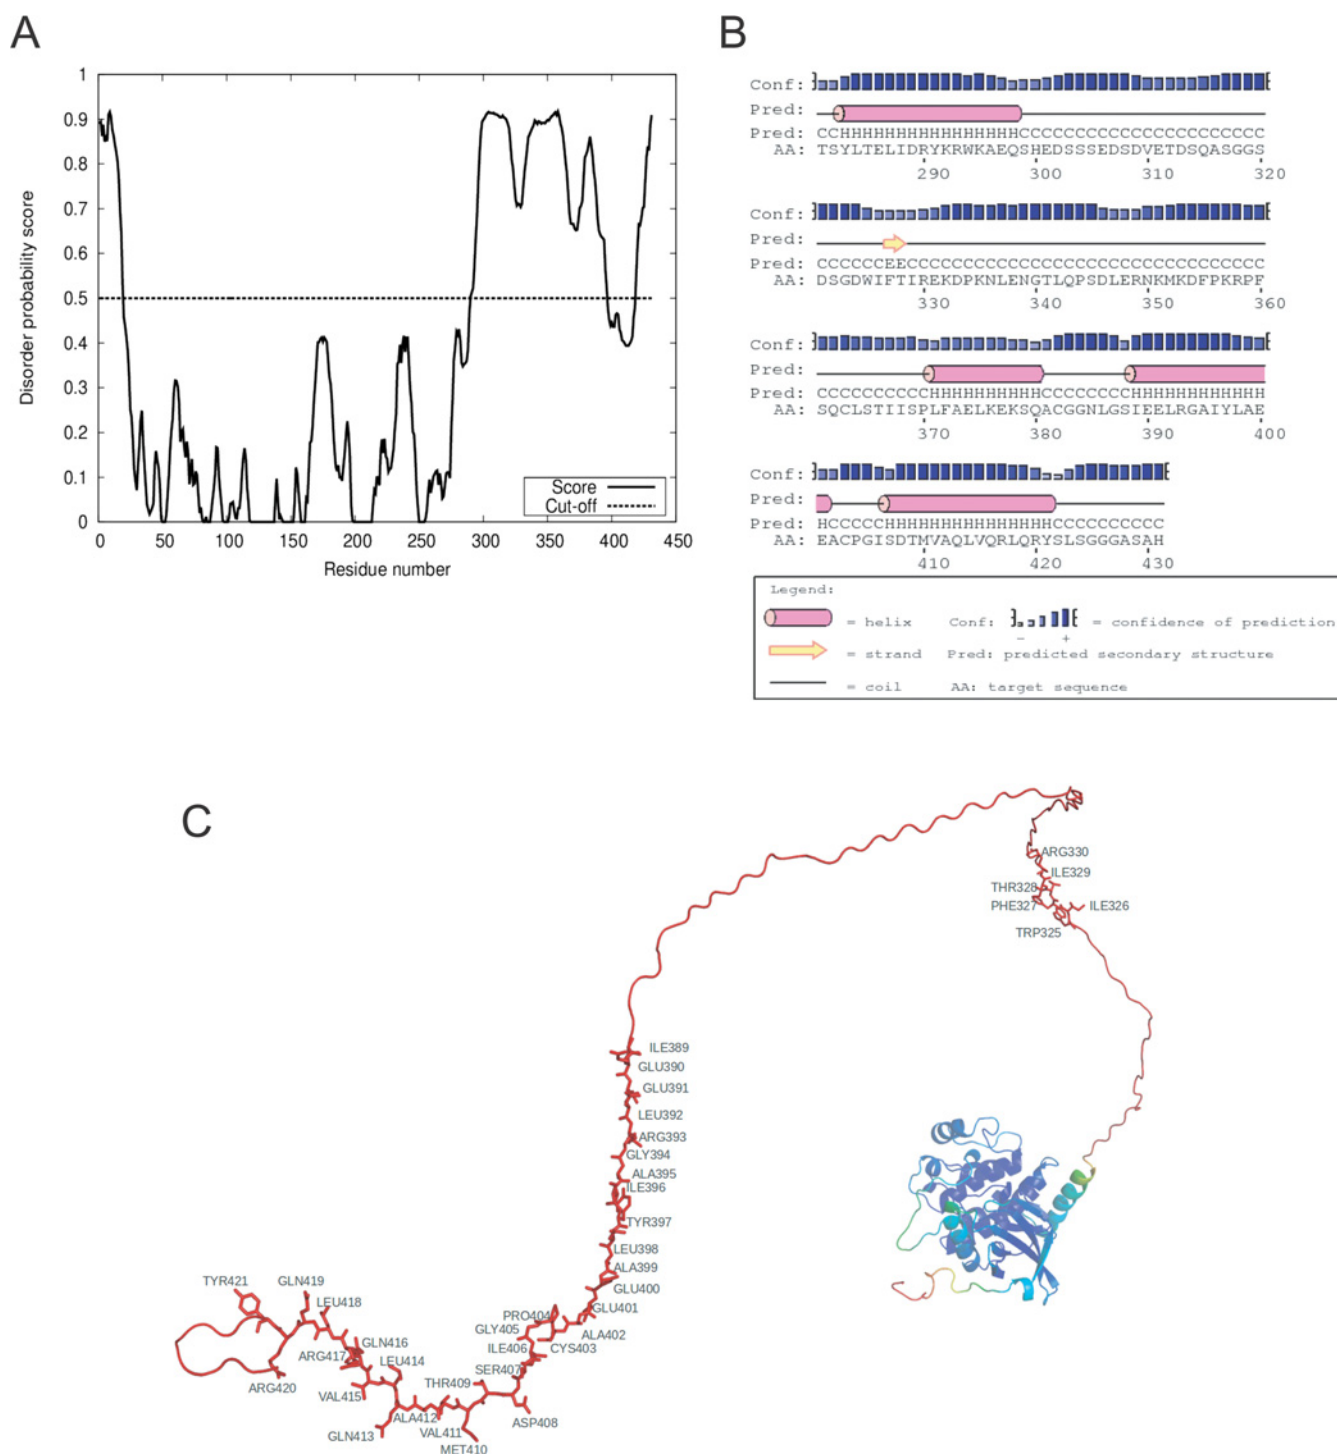 A
B
1
0.9
0.8
0.7
0.6
0.5
0.4
0.3
0.2
0.1
0
Disorder probability score
0 50 100 150 200 250 300 350 400 450
Residue number
Score
Cut-off
Conf:
Pred:
Pred: CCHHHHHHHHHHHHHHHHCCCCCCCCCCCCCCCCCCCCCC
AA: TSYLTELIDRYKRWKAEQSHEDSSSEDSDVETDSQASGGS
290 300 310 320
Conf:
Pred:
Pred: CCCCCCEECCCCCCCCCCCCCCCCCCCCCCCCCCCCCCCC
AA: DSGDWIFTIREKDPKNLENGTLQPSDLERNKMKDFPKRPF
330 340 350 360
Conf:
Pred:
Pred: CCCCCCCCCCHHHHHHHHHHCCCCCCCCHHHHHHHHHHHH
AA: SQCLSTIISPLFAELKEKSQACGGNLGSIEELRGAIYLAE
370 380 390 400
Conf:
Pred:
Pred: HCCCCCHHHHHHHHHHHHHHHCCCCCCCCCC
AA: EACPGISDTMVAQLVQRLQRYSLSGGGASAH
410 420 430
Legend:
= helix Conf: - + = confidence of prediction
= strand Pred: predicted secondary structure
= coil AA: target sequence
C
ARG330
ILE329
THR328
PHE327
ILE326
TRP325
ILE389
GLU390
GLU391
LEU392
ARG393
GLY394
ALA395
ILE396
TYR397
LEU398
ALA399
GLU400
GLU401
ALA402
CYS403
PRO404
GLY405
ILE406
SER407
ASP408
THR409
MET410
VAL411
ALA412
GLN413
LEU414
VAL415
GLN416
ARG417
LEU418
GLN419
ARG420
TYR421